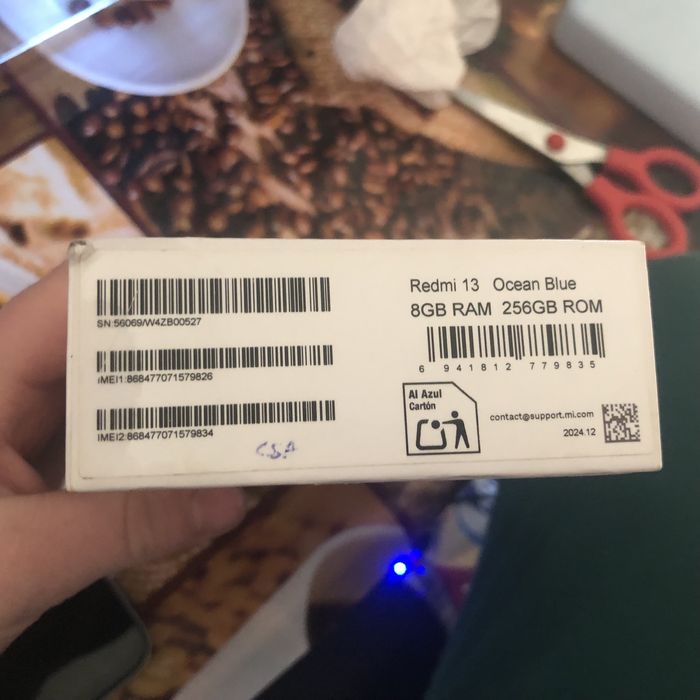 SN:56069/W4ZB00527
IMEI1:868477071579826
IMEI2:868477071579834
Redmi 13 Ocean Blue
8GB RAM 256GB ROM
6 941812 779835
Al Azul
Cartón
contact@support.mi.com
2024.12